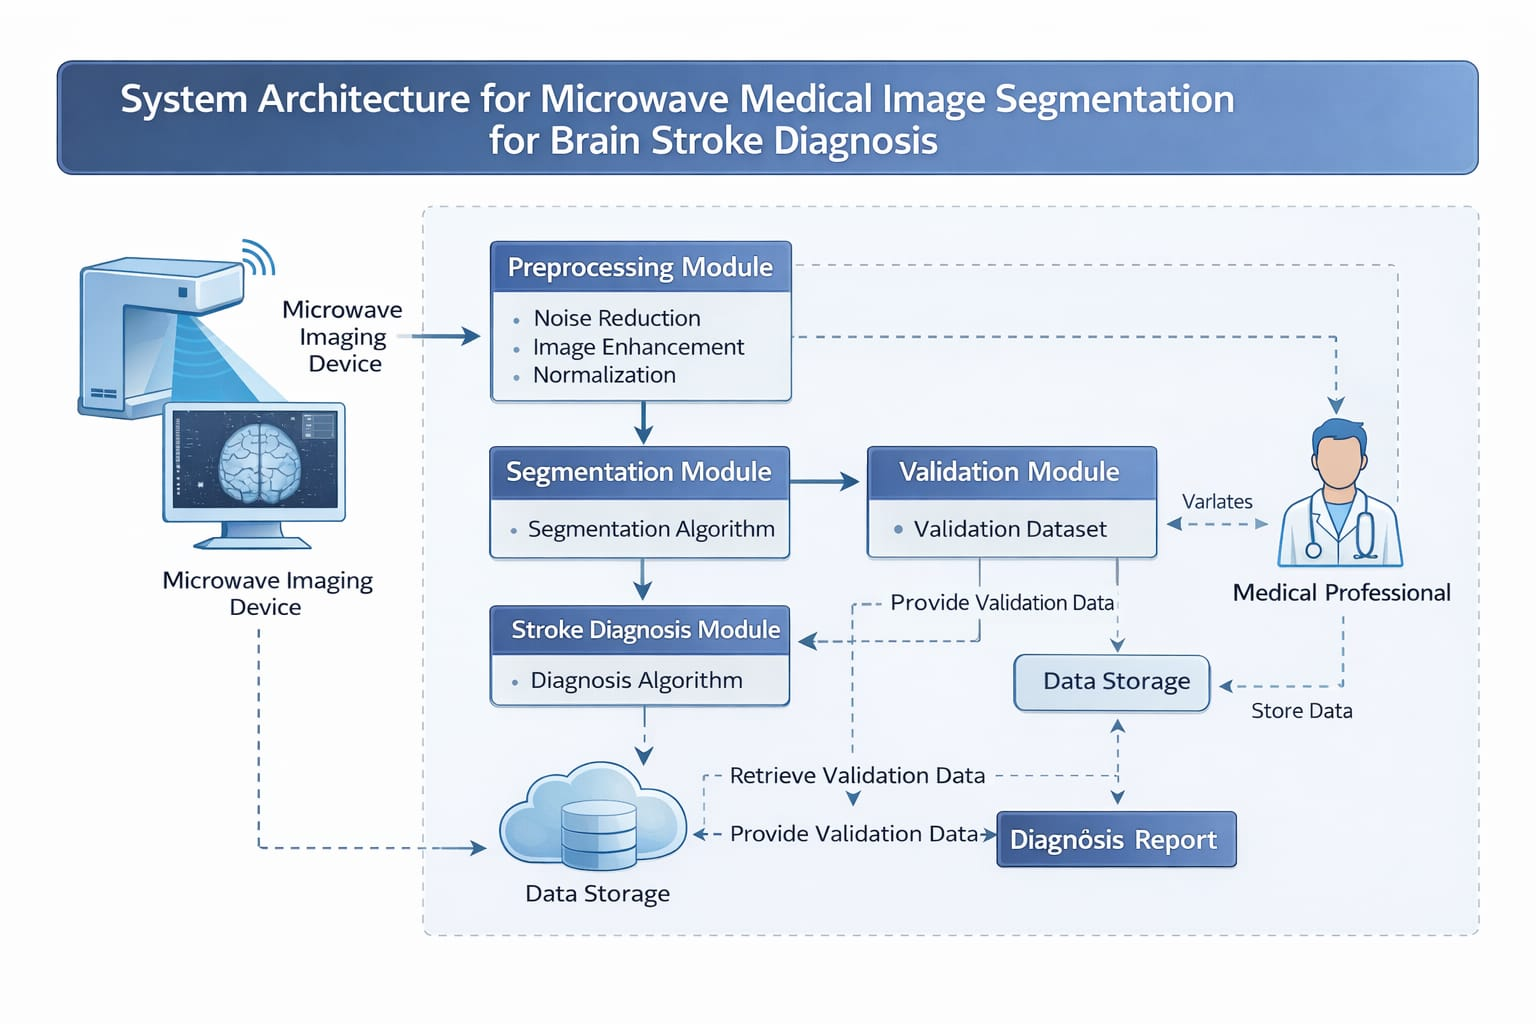 System Architecture for Microwave Medical Image Segmentation
for Brain Stroke Diagnosis
Microwave
Imaging
Device
Preprocessing Module
• Noise Reduction
• Image Enhancement
• Normalization
Segmentation Module
• Segmentation Algorithm
Validation Module
• Validation Dataset
Varlates
Medical Professional
Microwave Imaging
Device
Provide Validation Data
Stroke Diagnosis Module
• Diagnosis Algorithm
Data Storage
Store Data
Retrieve Validation Data
Provide Validation Data
Diagnôsis Report
Data Storage